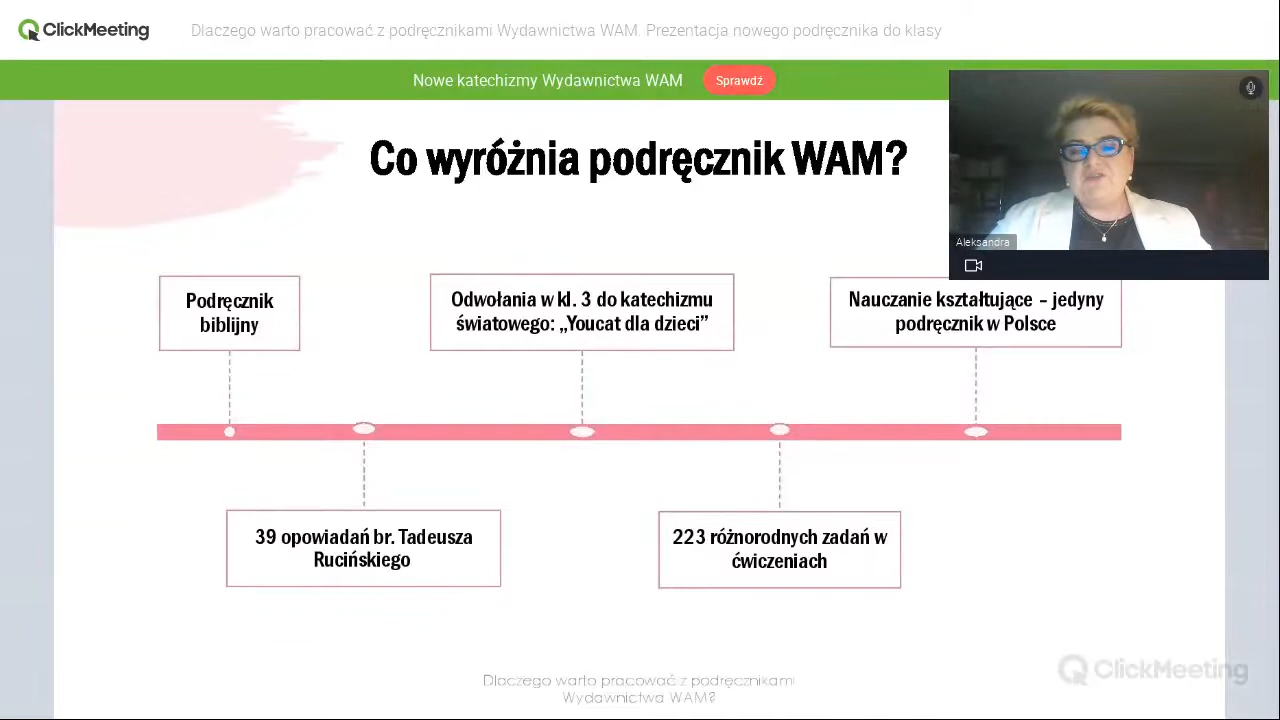 ClickMeeting
Dlaczego warto pracować z podręcznikami Wydawnictwa WAM. Prezentacja nowego podręcznika do klasy
Nowe katechizmy Wydawnictwa WAM
Sprawdź
Co wyróżnia podręcznik WAM?
Aleksandra
Podręcznik
biblijny
Odwołania w kl. 3 do katechizmu
światowego: „Youcat dla dzieci”
Nauczanie kształtujące – jedyny
podręcznik w Polsce
39 opowiadań br. Tadeusza
Rucińskiego
223 różnorodnych zadań w
ćwiczeniach
Dlaczego warto pracować z podręcznikami
Wydawnictwa WAM?
ClickMeeting